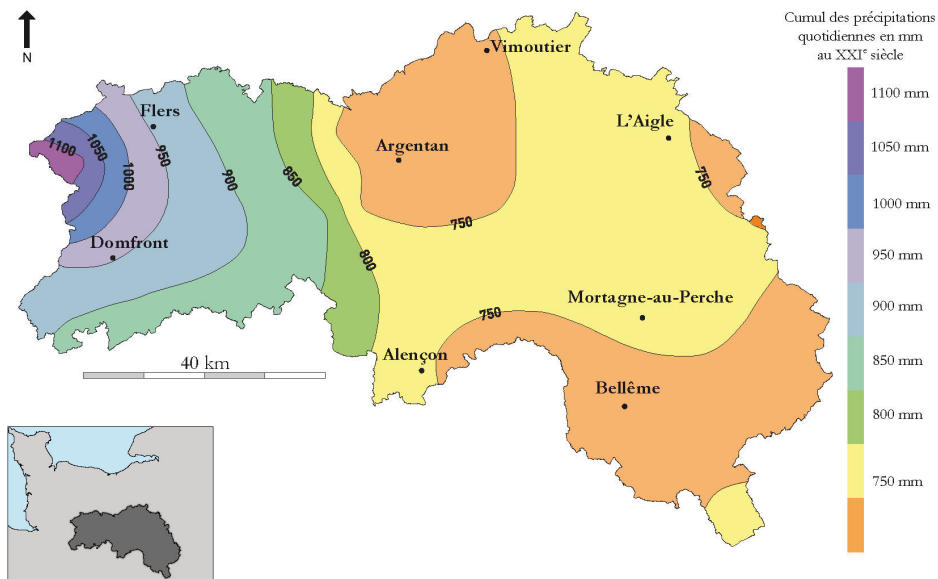 Cumul des précipitations
quotidiennes en mm
au XXIe siècle
N
Vimoutier
Flers
L'Aigle
Argentan
1100
1050
1000
950
900
850
800
750
750
750
Domfront
Mortagne-au-Perche
Alençon
Bellême
40 km
1100 mm
1050 mm
1000 mm
950 mm
900 mm
850 mm
800 mm
750 mm